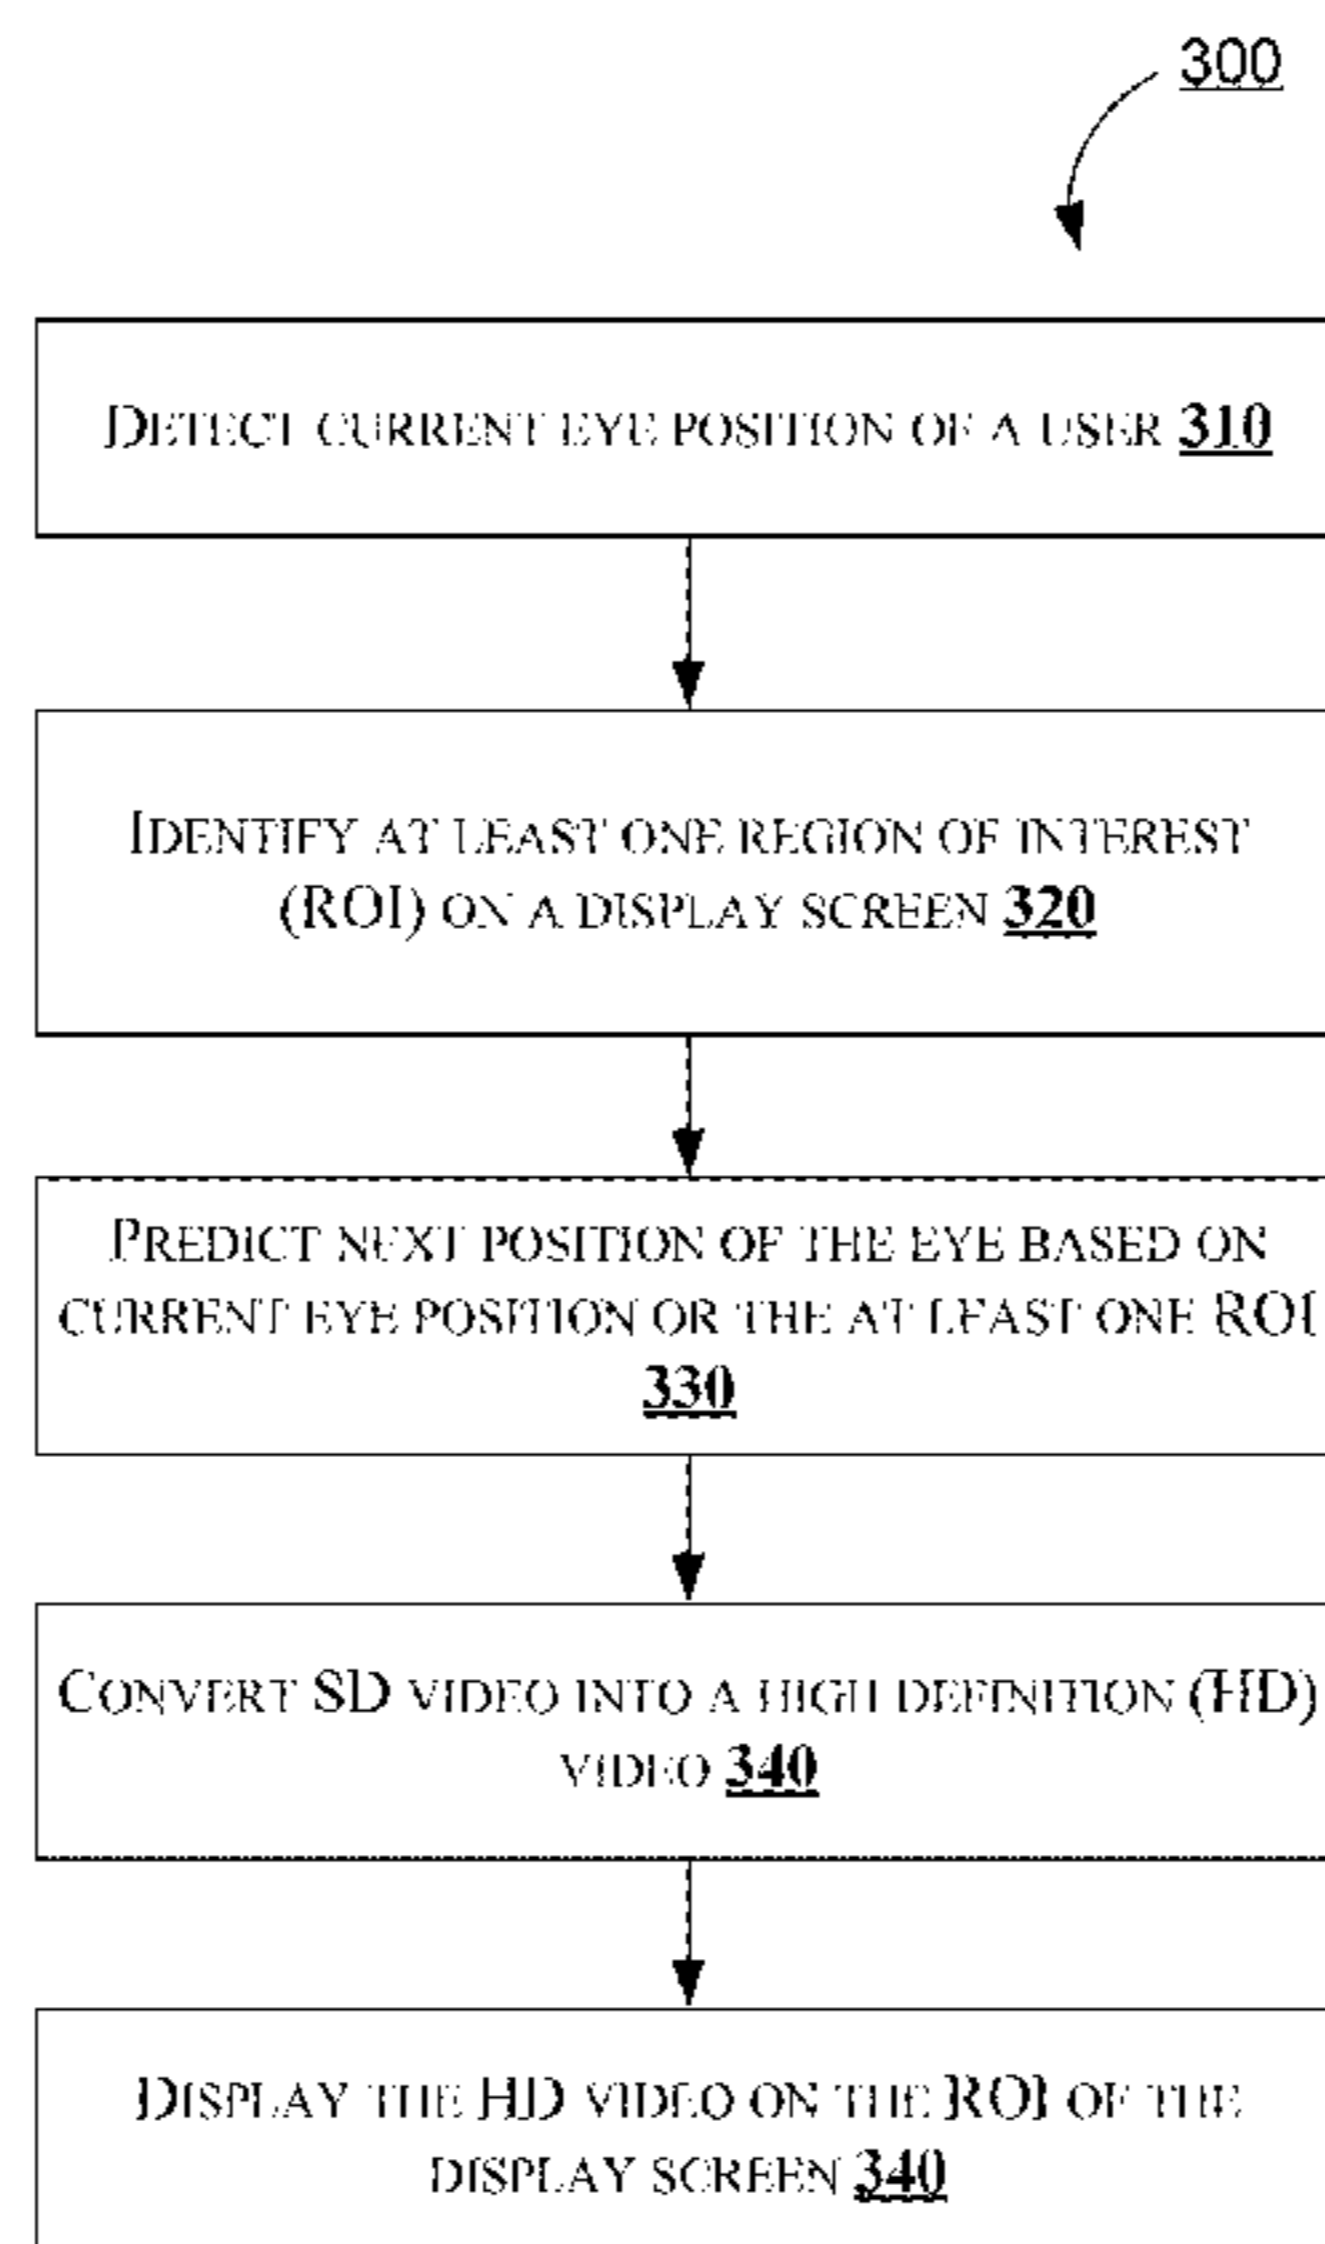 300
DETECT CURRENT EYE POSITION OF A USER 310
IDENTIFY AT LEAST ONE REGION OF INTEREST
(ROI) ON A DISPLAY SCREEN 320
PREDICT NEXT POSITION OF THE EYE BASED ON
CURRENT EYE POSITION OR THE AT LEAST ONE ROI
330
CONVERT SD VIDEO INTO A HIGH DEFINITION (HD)
VIDEO 340
DISPLAY THE HD VIDEO ON THE ROI OF THE
DISPLAY SCREEN 340